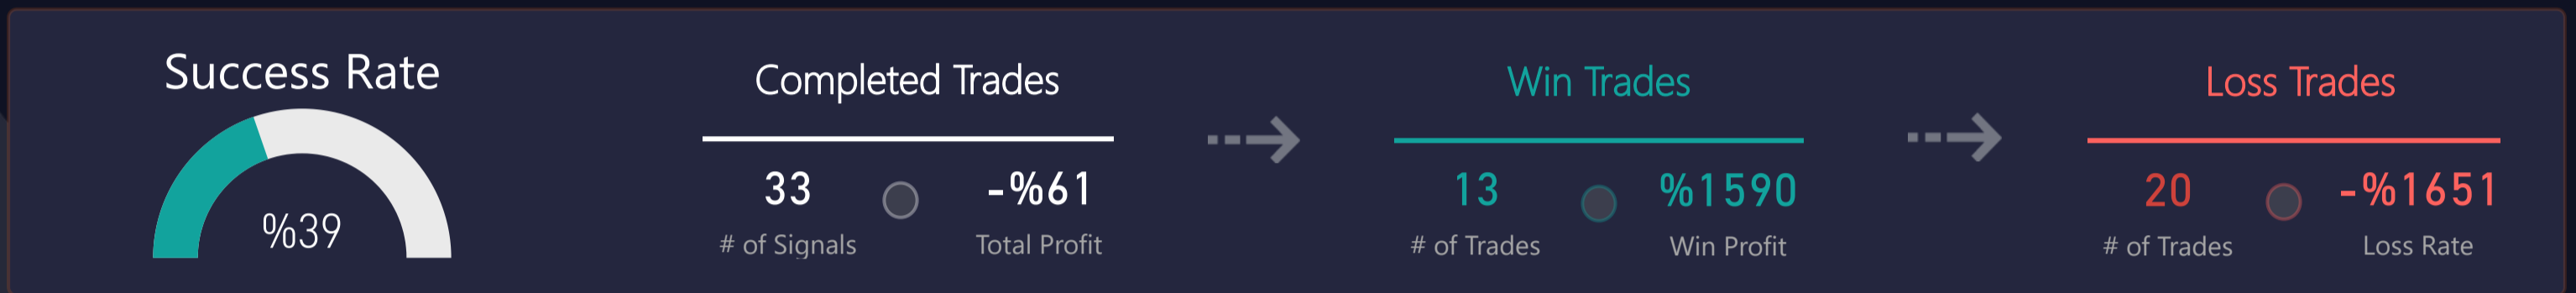 Success Rate
%39
Completed Trades
33 -%61
# of Signals Total Profit
Win Trades
13 %1590
# of Trades Win Profit
Loss Trades
20 -%1651
# of Trades Loss Rate